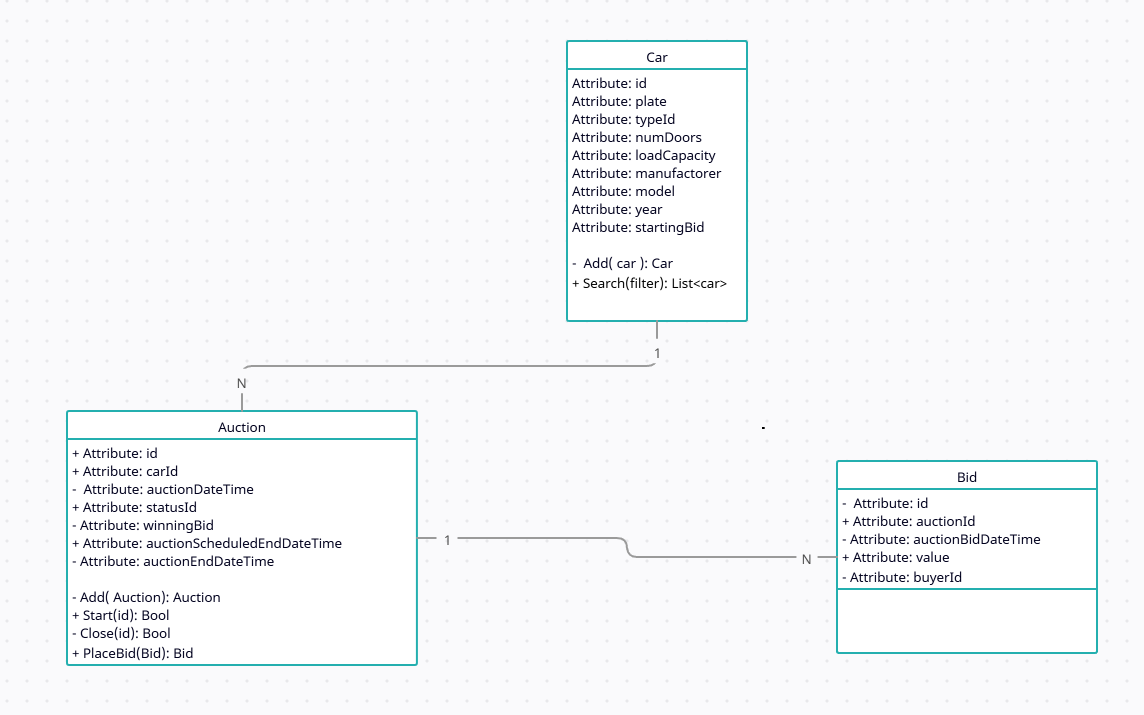 Car
Attribute: id
Attribute: plate
Attribute: typeId
Attribute: numDoors
Attribute: loadCapacity
Attribute: manufactorer
Attribute: model
Attribute: year
Attribute: startingBid
-  Add( car ): Car
+ Search(filter): List<car>
1
N
Auction
+ Attribute: id
+ Attribute: carId
-  Attribute: auctionDateTime
+ Attribute: statusId
- Attribute: winningBid
+ Attribute: auctionScheduledEndDateTime
- Attribute: auctionEndDateTime
- Add( Auction): Auction
+ Start(id): Bool
- Close(id): Bool
+ PlaceBid(Bid): Bid
1
N
Bid
-  Attribute: id
+ Attribute: auctionId
- Attribute: auctionBidDateTime
+ Attribute: value
- Attribute: buyerId